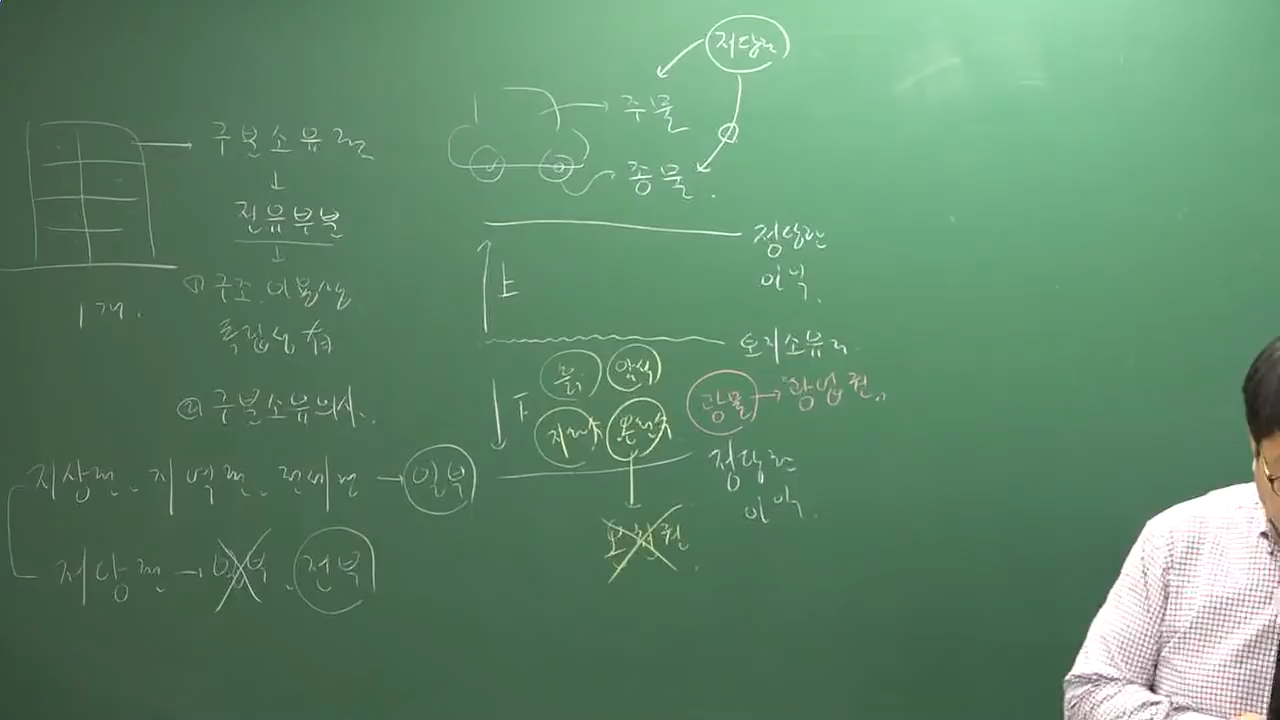 구분소유권
↓
전유부분
↓
① 구조, 이용상
독립성
② 구분소유의사.
1개.
지상권, 지역권, 전세권 → 일부
저당권 → 일부, 전부
저당권
주물
종물.
정당한
이익.
上
토지소유권
下
물 암석
지하수 온천수
광물 → 광업권
정당한
이익.
온천권.